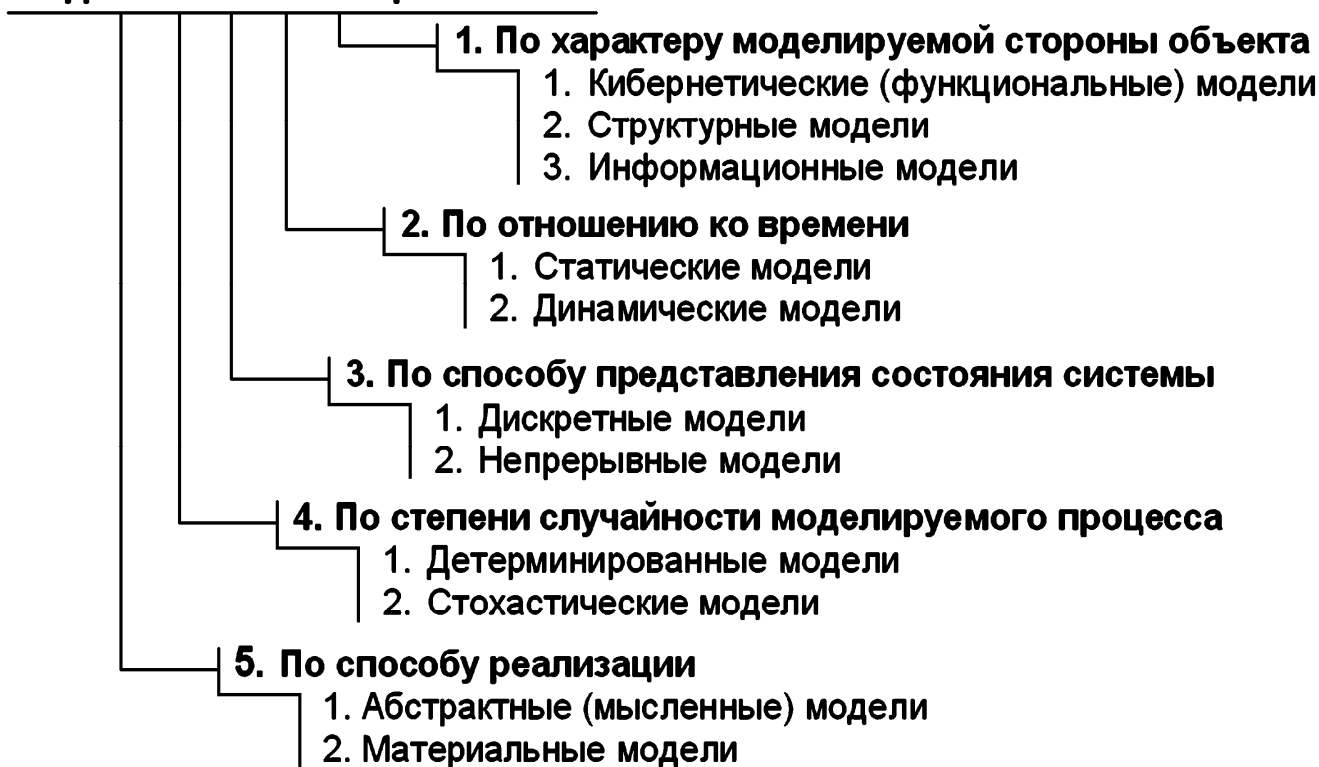 1. По характеру моделируемой стороны объекта
1. Кибернетические (функциональные) модели
2. Структурные модели
3. Информационные модели
2. По отношению ко времени
1. Статические модели
2. Динамические модели
3. По способу представления состояния системы
1. Дискретные модели
2. Непрерывные модели
4. По степени случайности моделируемого процесса
1. Детерминированные модели
2. Стохастические модели
5. По способу реализации
1. Абстрактные (мысленные) модели
2. Материальные модели